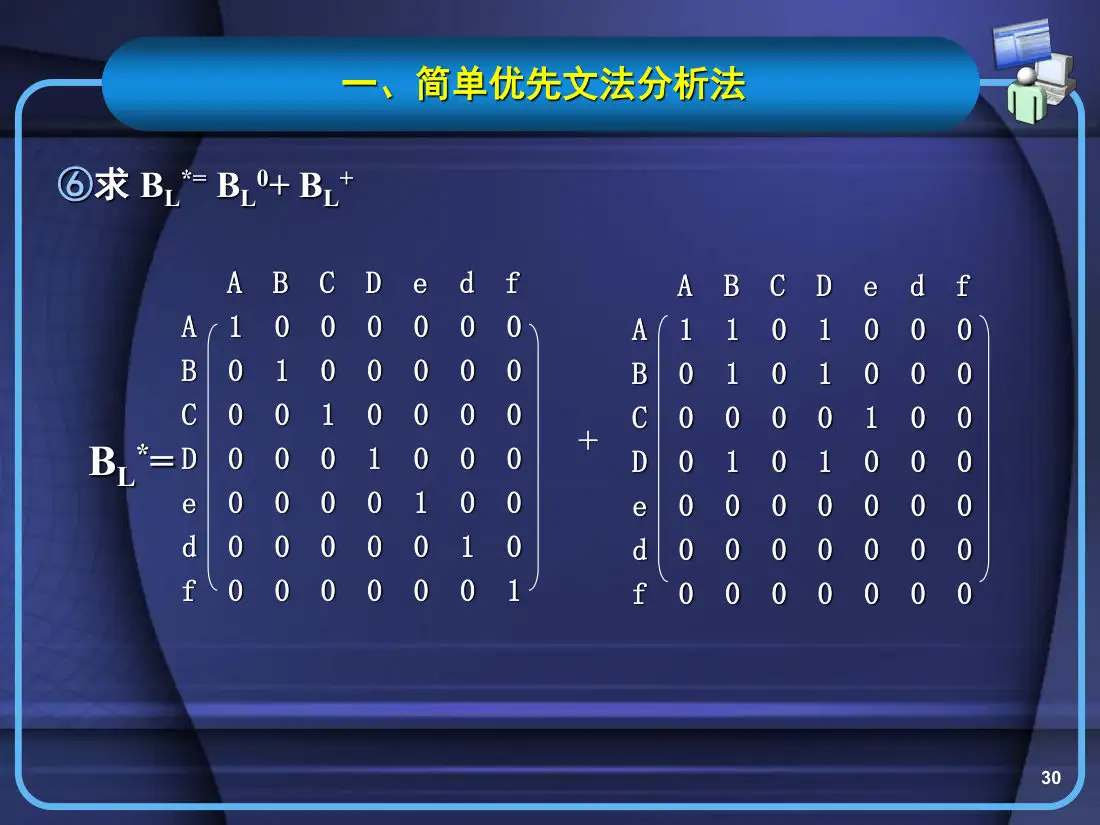 一、简单优先文法分析法
⑥求 B_L^*= B_L^0+ B_L^+
A B C D e d f
A 1 0 0 0 0 0 0
B 0 1 0 0 0 0 0
C 0 0 1 0 0 0 0
B_L^*= D 0 0 0 1 0 0 0
e 0 0 0 0 1 0 0
d 0 0 0 0 0 1 0
f 0 0 0 0 0 0 1
+
A B C D e d f
A 1 1 0 1 0 0 0
B 0 1 0 1 0 0 0
C 0 0 0 0 1 0 0
D 0 1 0 1 0 0 0
e 0 0 0 0 0 0 0
d 0 0 0 0 0 0 0
f 0 0 0 0 0 0 0
30